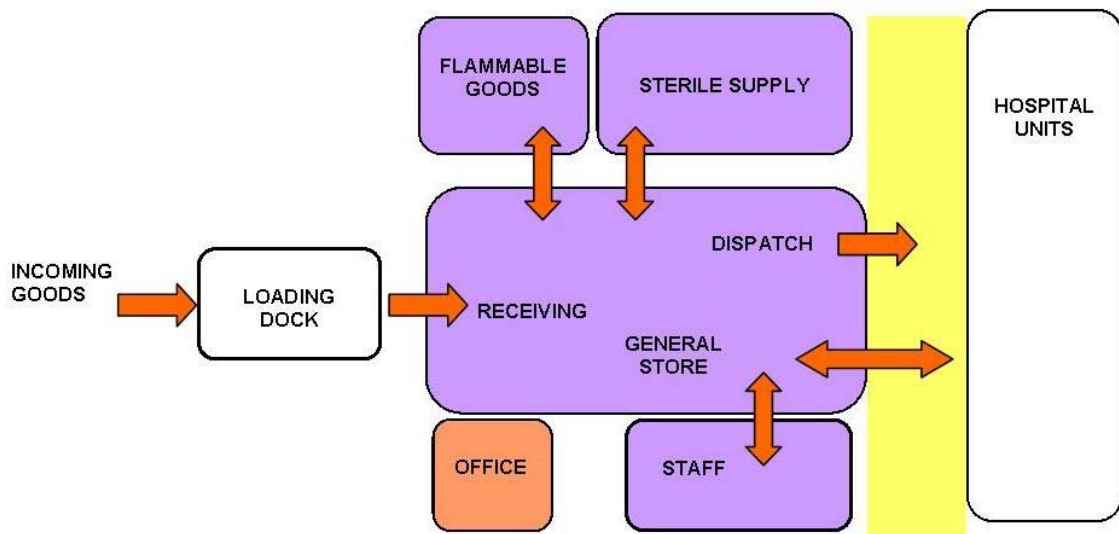 FLAMMABLE
GOODS
STERILE SUPPLY
HOSPITAL
UNITS
DISPATCH
INCOMING
GOODS
LOADING
DOCK
RECEIVING
GENERAL
STORE
OFFICE
STAFF